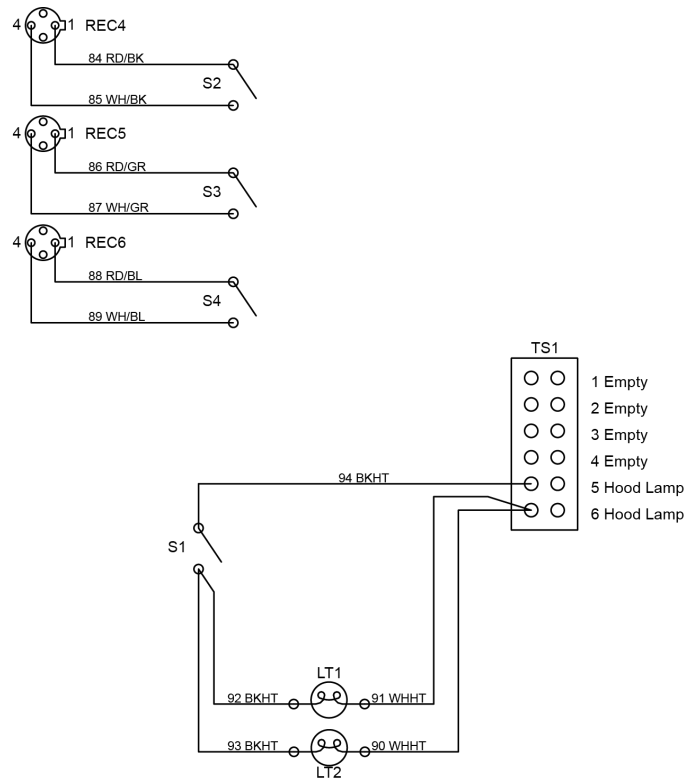 4 1 REC4
84 RD/BK
S2
85 WH/BK
4 1 REC5
86 RD/GR
S3
87 WH/GR
4 1 REC6
88 RD/BL
S4
89 WH/BL
TS1
1 Empty
2 Empty
3 Empty
4 Empty
94 BKHT
5 Hood Lamp
6 Hood Lamp
S1
LT1
92 BKHT 91 WHHT
93 BKHT 90 WHHT
LT2